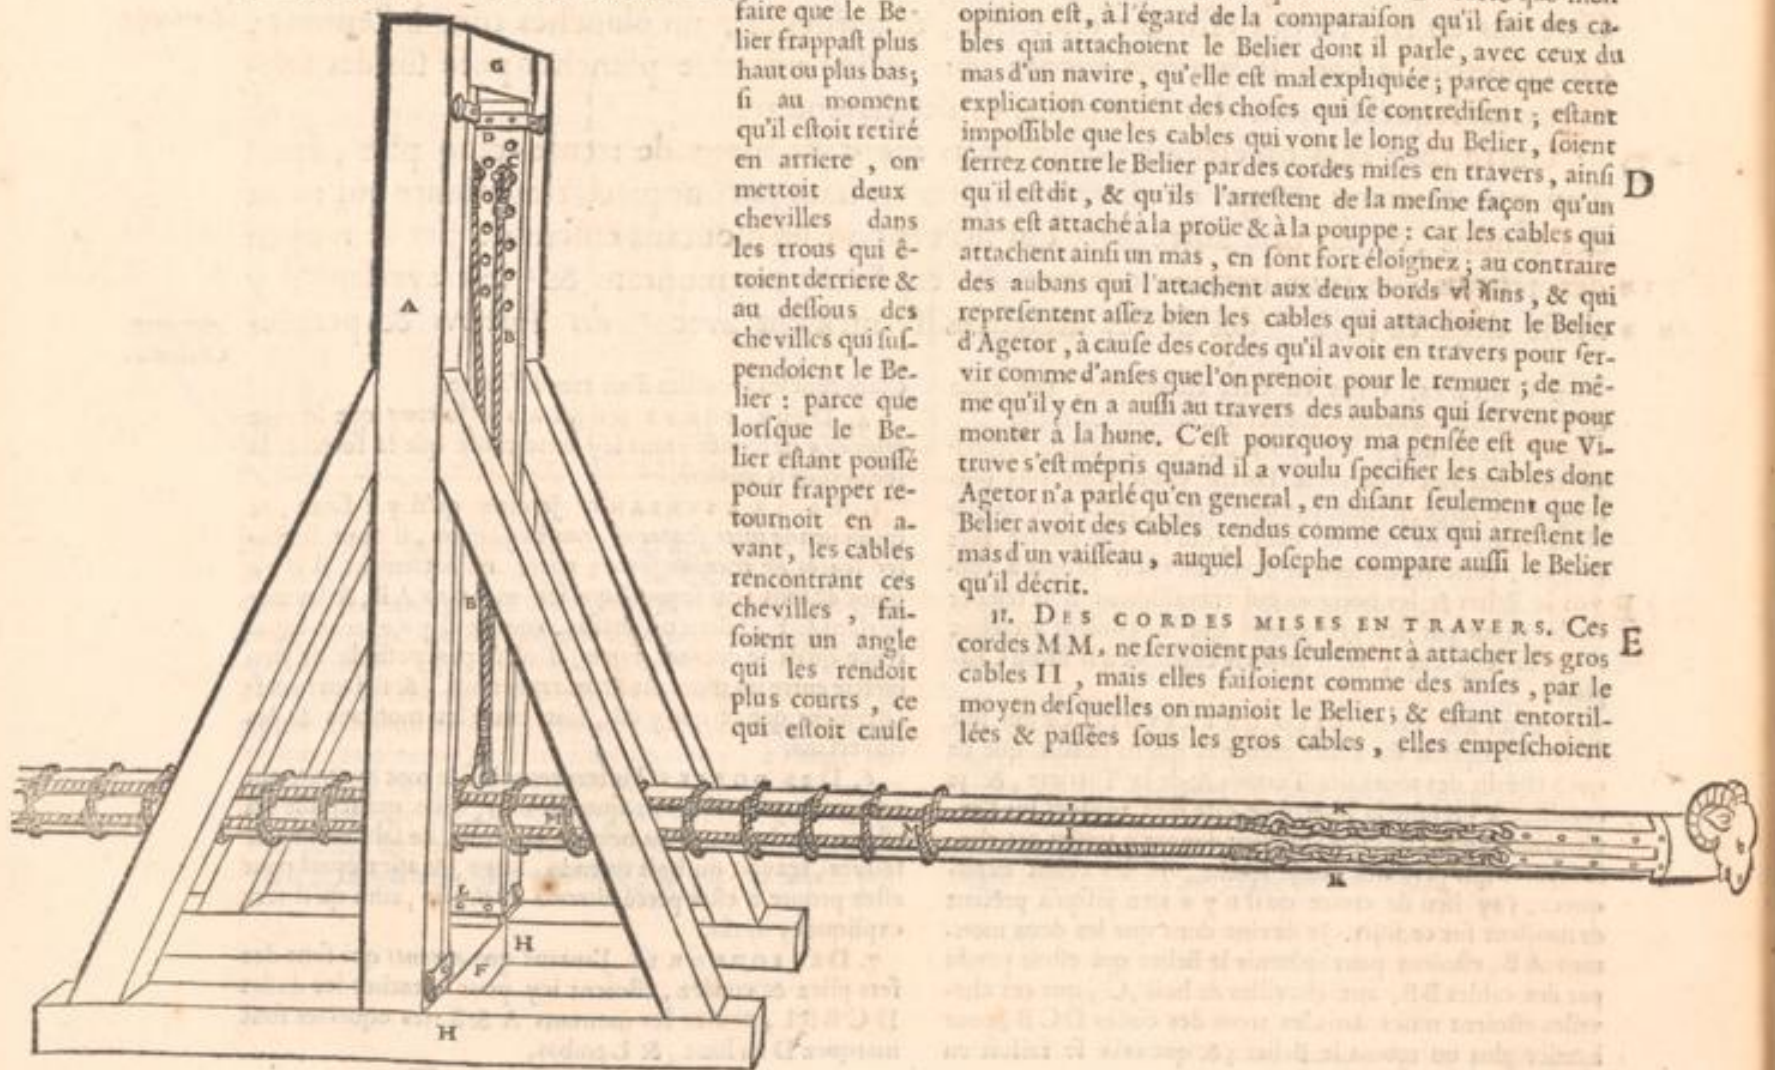 faire que le Be-
lier frappaſt plus
haut ou plus bas;
ſi au moment
qu'il eſtoit retiré
en arriere, on
mettoit deux
chevilles dans
les trous qui ê-
toient derriere &
au deſſous des
chevilles qui ſuſ-
pendoient le Be-
lier : parce que
lorſque le Be-
lier eſtant pouſſé
pour frapper re-
tournoit en a-
vant, les cables
rencontrant ces
chevilles, fai-
ſoient un angle
qui les rendoit
plus courts, ce
qui eſtoit cauſe
opinion eſt, à l'égard de la comparaiſon qu'il fait des ca-
bles qui attachoient le Belier dont il parle, avec ceux du
mas d'un navire, qu'elle eſt mal expliquée; parce que cette
explication contient des choſes qui ſe contrediſent; eſtant
impoſſible que les cables qui vont le long du Belier, ſoient
ſerrez contre le Belier par des cordes miſes en travers, ainſi
qu'il eſt dit, & qu'ils l'arreſtent de la meſme façon qu'un
mas eſt attaché à la proüe & à la pouppe : car les cables qui
attachent ainſi un mas, en ſont fort éloignez; au contraire
des aubans qui l'attachent aux deux bords & qui
repreſentent aſſez bien les cables qui attachoient le Belier
d'Agetor, à cauſe des cordes qu'il avoit en travers pour ſer-
vir comme d'anſes que l'on prenoit pour le remuer; de mê-
me qu'il y en a auſſi au travers des aubans qui ſervent pour
monter à la hune. C'eſt pourquoy ma penſée eſt que Vi-
truve s'eſt mépris quand il a voulu ſpecifier les cables dont
Agetor n'a parlé qu'en general, en diſant ſeulement que le
Belier avoit des cables tendus comme ceux qui arreſtent le
mas d'un vaiſſeau, auquel Joſephe compare auſſi le Belier
qu'il décrit.
11. DES CORDES MISES EN TRAVERS. Ces
cordes M M, ne ſervoient pas ſeulement à attacher les gros
cables II, mais elles faiſoient comme des anſes, par le
moyen deſquelles on manioit le Belier; & eſtant entortil-
lées & paſſées ſous les gros cables, elles empeſchoient
D
E
G
D
C
A
B
B
M
M
I
I
K
K
L
H
F
H